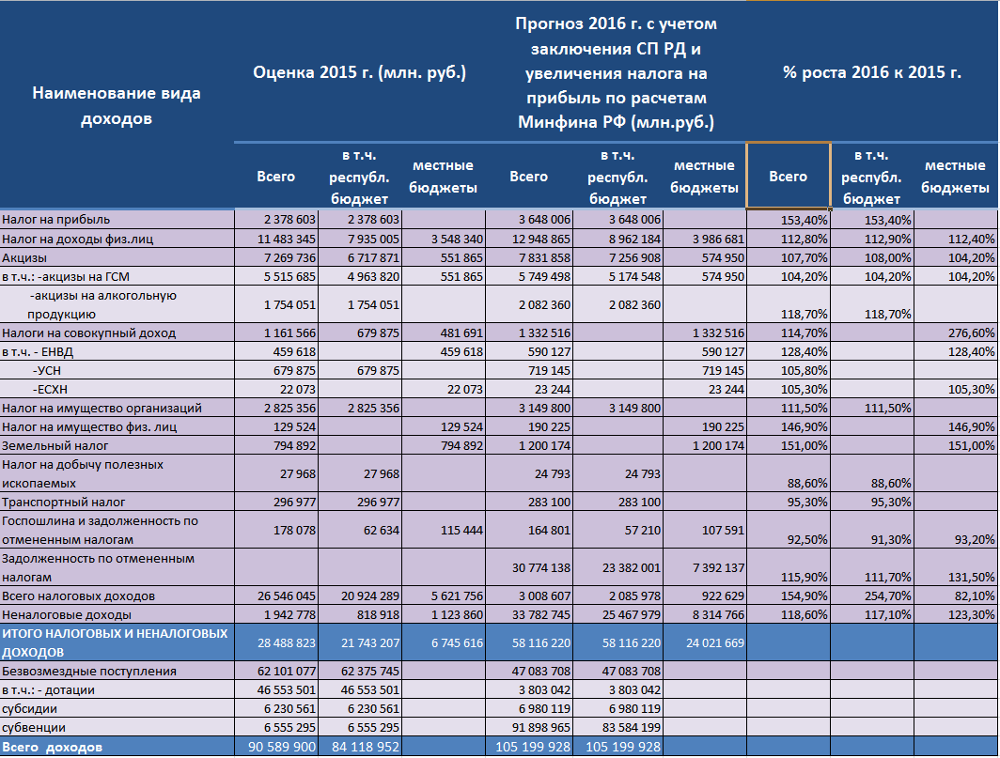 Наименование вида доходов
Оценка 2015 г. (млн. руб.)
Прогноз 2016 г. с учетом
заключения СП РД и
увеличения налога на
прибыль по расчетам
Минфина РФ (млн.руб.)
% роста 2016 к 2015 г.
Всего
в т.ч. республ. бюджет
местные бюджеты
Всего
в т.ч. республ. бюджет
местные бюджеты
Всего
в т.ч. республ. бюджет
местные бюджеты
Налог на прибыль 2 378 603 2 378 603 3 648 006 3 648 006 153,40% 153,40%
Налог на доходы физ.лиц 11 483 345 7 935 005 3 548 340 12 948 865 8 962 184 3 986 681 112,80% 112,90% 112,40%
Акцизы 7 269 736 6 717 871 551 865 7 831 858 7 256 908 574 950 107,70% 108,00% 104,20%
в т.ч.: -акцизы на ГСМ 5 515 685 4 963 820 551 865 5 749 498 5 174 548 574 950 104,20% 104,20% 104,20%
-акцизы на алкогольную
продукцию 1 754 051 1 754 051 2 082 360 2 082 360 118,70% 118,70%
Налоги на совокупный доход 1 161 566 679 875 481 691 1 332 516 1 332 516 114,70% 276,60%
в т.ч. - ЕНВД 459 618 459 618 590 127 590 127 128,40% 128,40%
-УСН 679 875 679 875 719 145 719 145 105,80%
-ЕСХН 22 073 22 073 23 244 23 244 105,30% 105,30%
Налог на имущество организаций 2 825 356 2 825 356 3 149 800 3 149 800 111,50% 111,50%
Налог на имущество физ. лиц 129 524 129 524 190 225 190 225 146,90% 146,90%
Земельный налог 794 892 794 892 1 200 174 1 200 174 151,00% 151,00%
Налог на добычу полезных
ископаемых 27 968 27 968 24 793 24 793 88,60% 88,60%
Транспортный налог 296 977 296 977 283 100 283 100 95,30% 95,30%
Госпошлина и задолженность по
отмененным налогам 178 078 62 634 115 444 164 801 57 210 107 591 92,50% 91,30% 93,20%
Задолженность по отмененным
налогам 30 774 138 23 382 001 7 392 137 115,90% 111,70% 131,50%
Всего налоговых доходов 26 546 045 20 924 289 5 621 756 3 008 607 2 085 978 922 629 154,90% 254,70% 82,10%
Неналоговые доходы 1 942 778 818 918 1 123 860 33 782 745 25 467 979 8 314 766 118,60% 117,10% 123,30%
ИТОГО НАЛОГОВЫХ И НЕНАЛОГОВЫХ
ДОХОДОВ 28 488 823 21 743 207 6 745 616 58 116 220 58 116 220 24 021 669
Безвозмездные поступления 62 101 077 62 375 745 47 083 708 47 083 708
в т.ч.: - дотации 46 553 501 46 553 501 3 803 042 3 803 042
субсидии 6 230 561 6 230 561 6 980 119 6 980 119
субвенции 6 555 295 6 555 295 91 898 965 83 584 199
Всего доходов 90 589 900 84 118 952 105 199 928 105 199 928